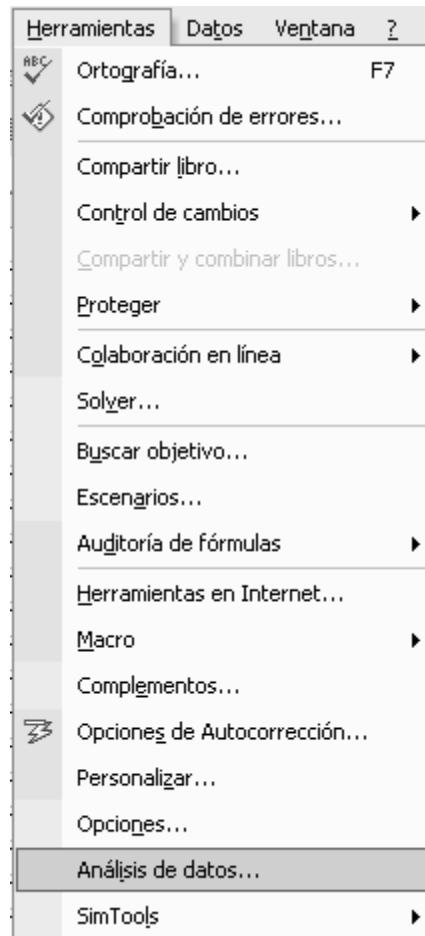 Herramientas Datos Ventana ?
ABC Ortografía... F7
Comprobación de errores...
Compartir libro...
Control de cambios
Compartir y combinar libros...
Proteger
Colaboración en línea
Solver...
Buscar objetivo...
Escenarios...
Auditoría de fórmulas
Herramientas en Internet...
Macro
Complementos...
Opciones de Autocorrección...
Personalizar...
Opciones...
Análisis de datos...
SimTools